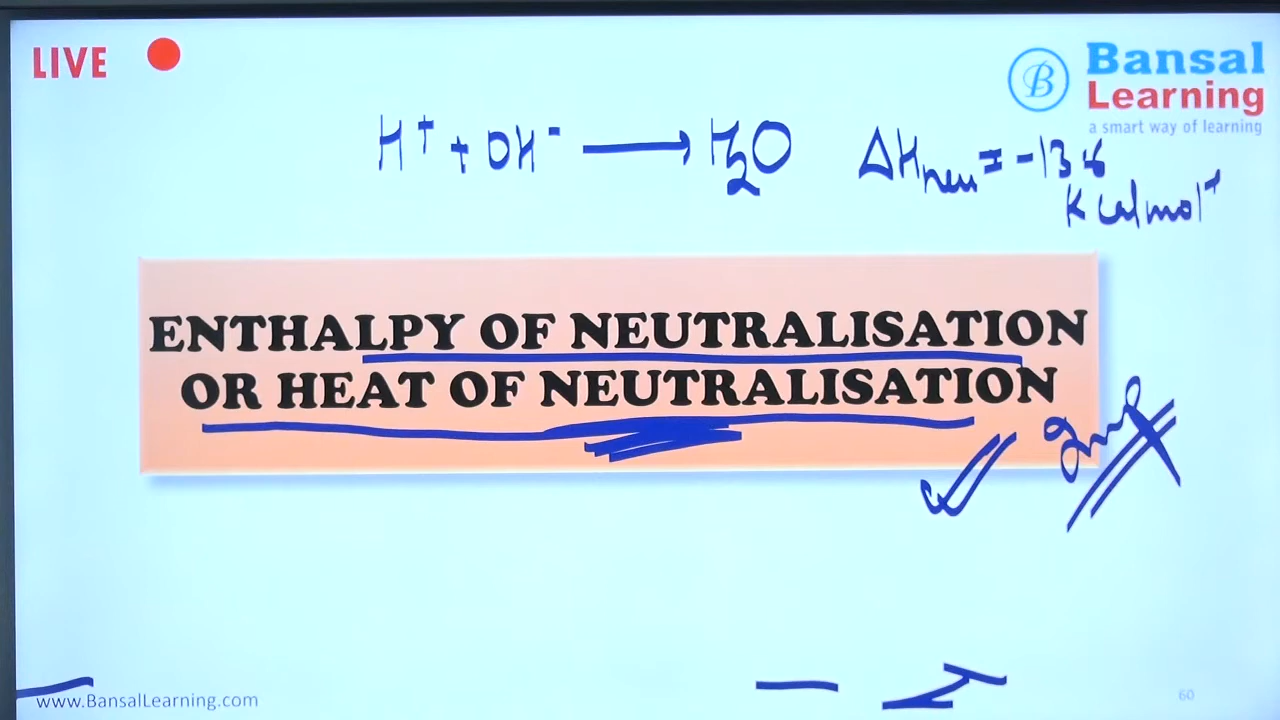 LIVE
Bansal
Learning
a smart way of learning
H⁺ + OH⁻ ⟶ H₂O ΔHneu = -13.6
Kcal mol⁻¹
ENTHALPY OF NEUTRALISATION
OR HEAT OF NEUTRALISATION
Imp
www.BansalLearning.com
60